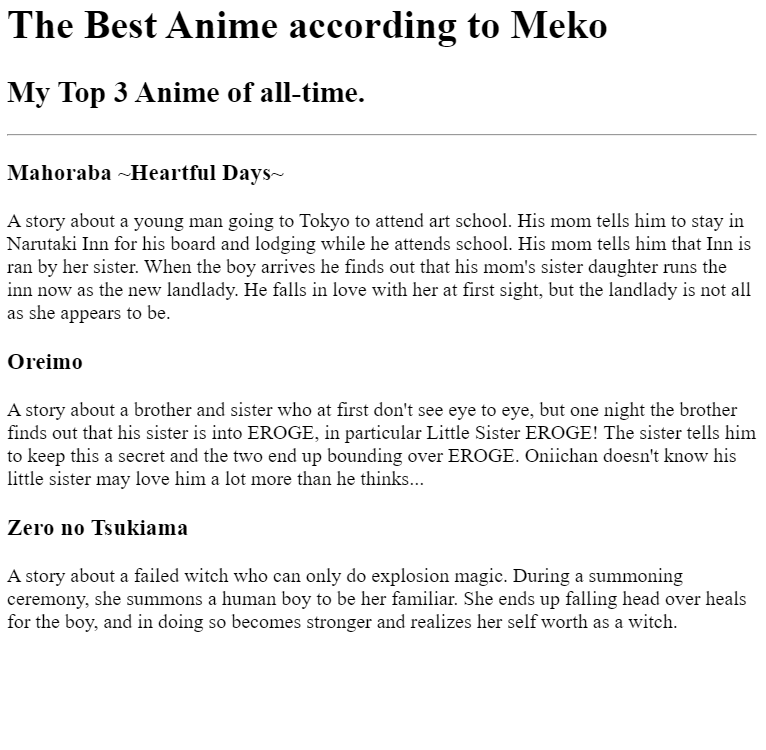 The Best Anime according to Meko
My Top 3 Anime of all-time.
Mahoraba ~Heartful Days~
A story about a young man going to Tokyo to attend art school. His mom tells him to stay in
Narutaki Inn for his board and lodging while he attends school. His mom tells him that Inn is
ran by her sister. When the boy arrives he finds out that his mom's sister daughter runs the
inn now as the new landlady. He falls in love with her at first sight, but the landlady is not all
as she appears to be.
Oreimo
A story about a brother and sister who at first don't see eye to eye, but one night the brother
finds out that his sister is into EROGE, in particular Little Sister EROGE! The sister tells him
to keep this a secret and the two end up bounding over EROGE. Oniichan doesn't know his
little sister may love him a lot more than he thinks...
Zero no Tsukiama
A story about a failed witch who can only do explosion magic. During a summoning
ceremony, she summons a human boy to be her familiar. She ends up falling head over heals
for the boy, and in doing so becomes stronger and realizes her self worth as a witch.